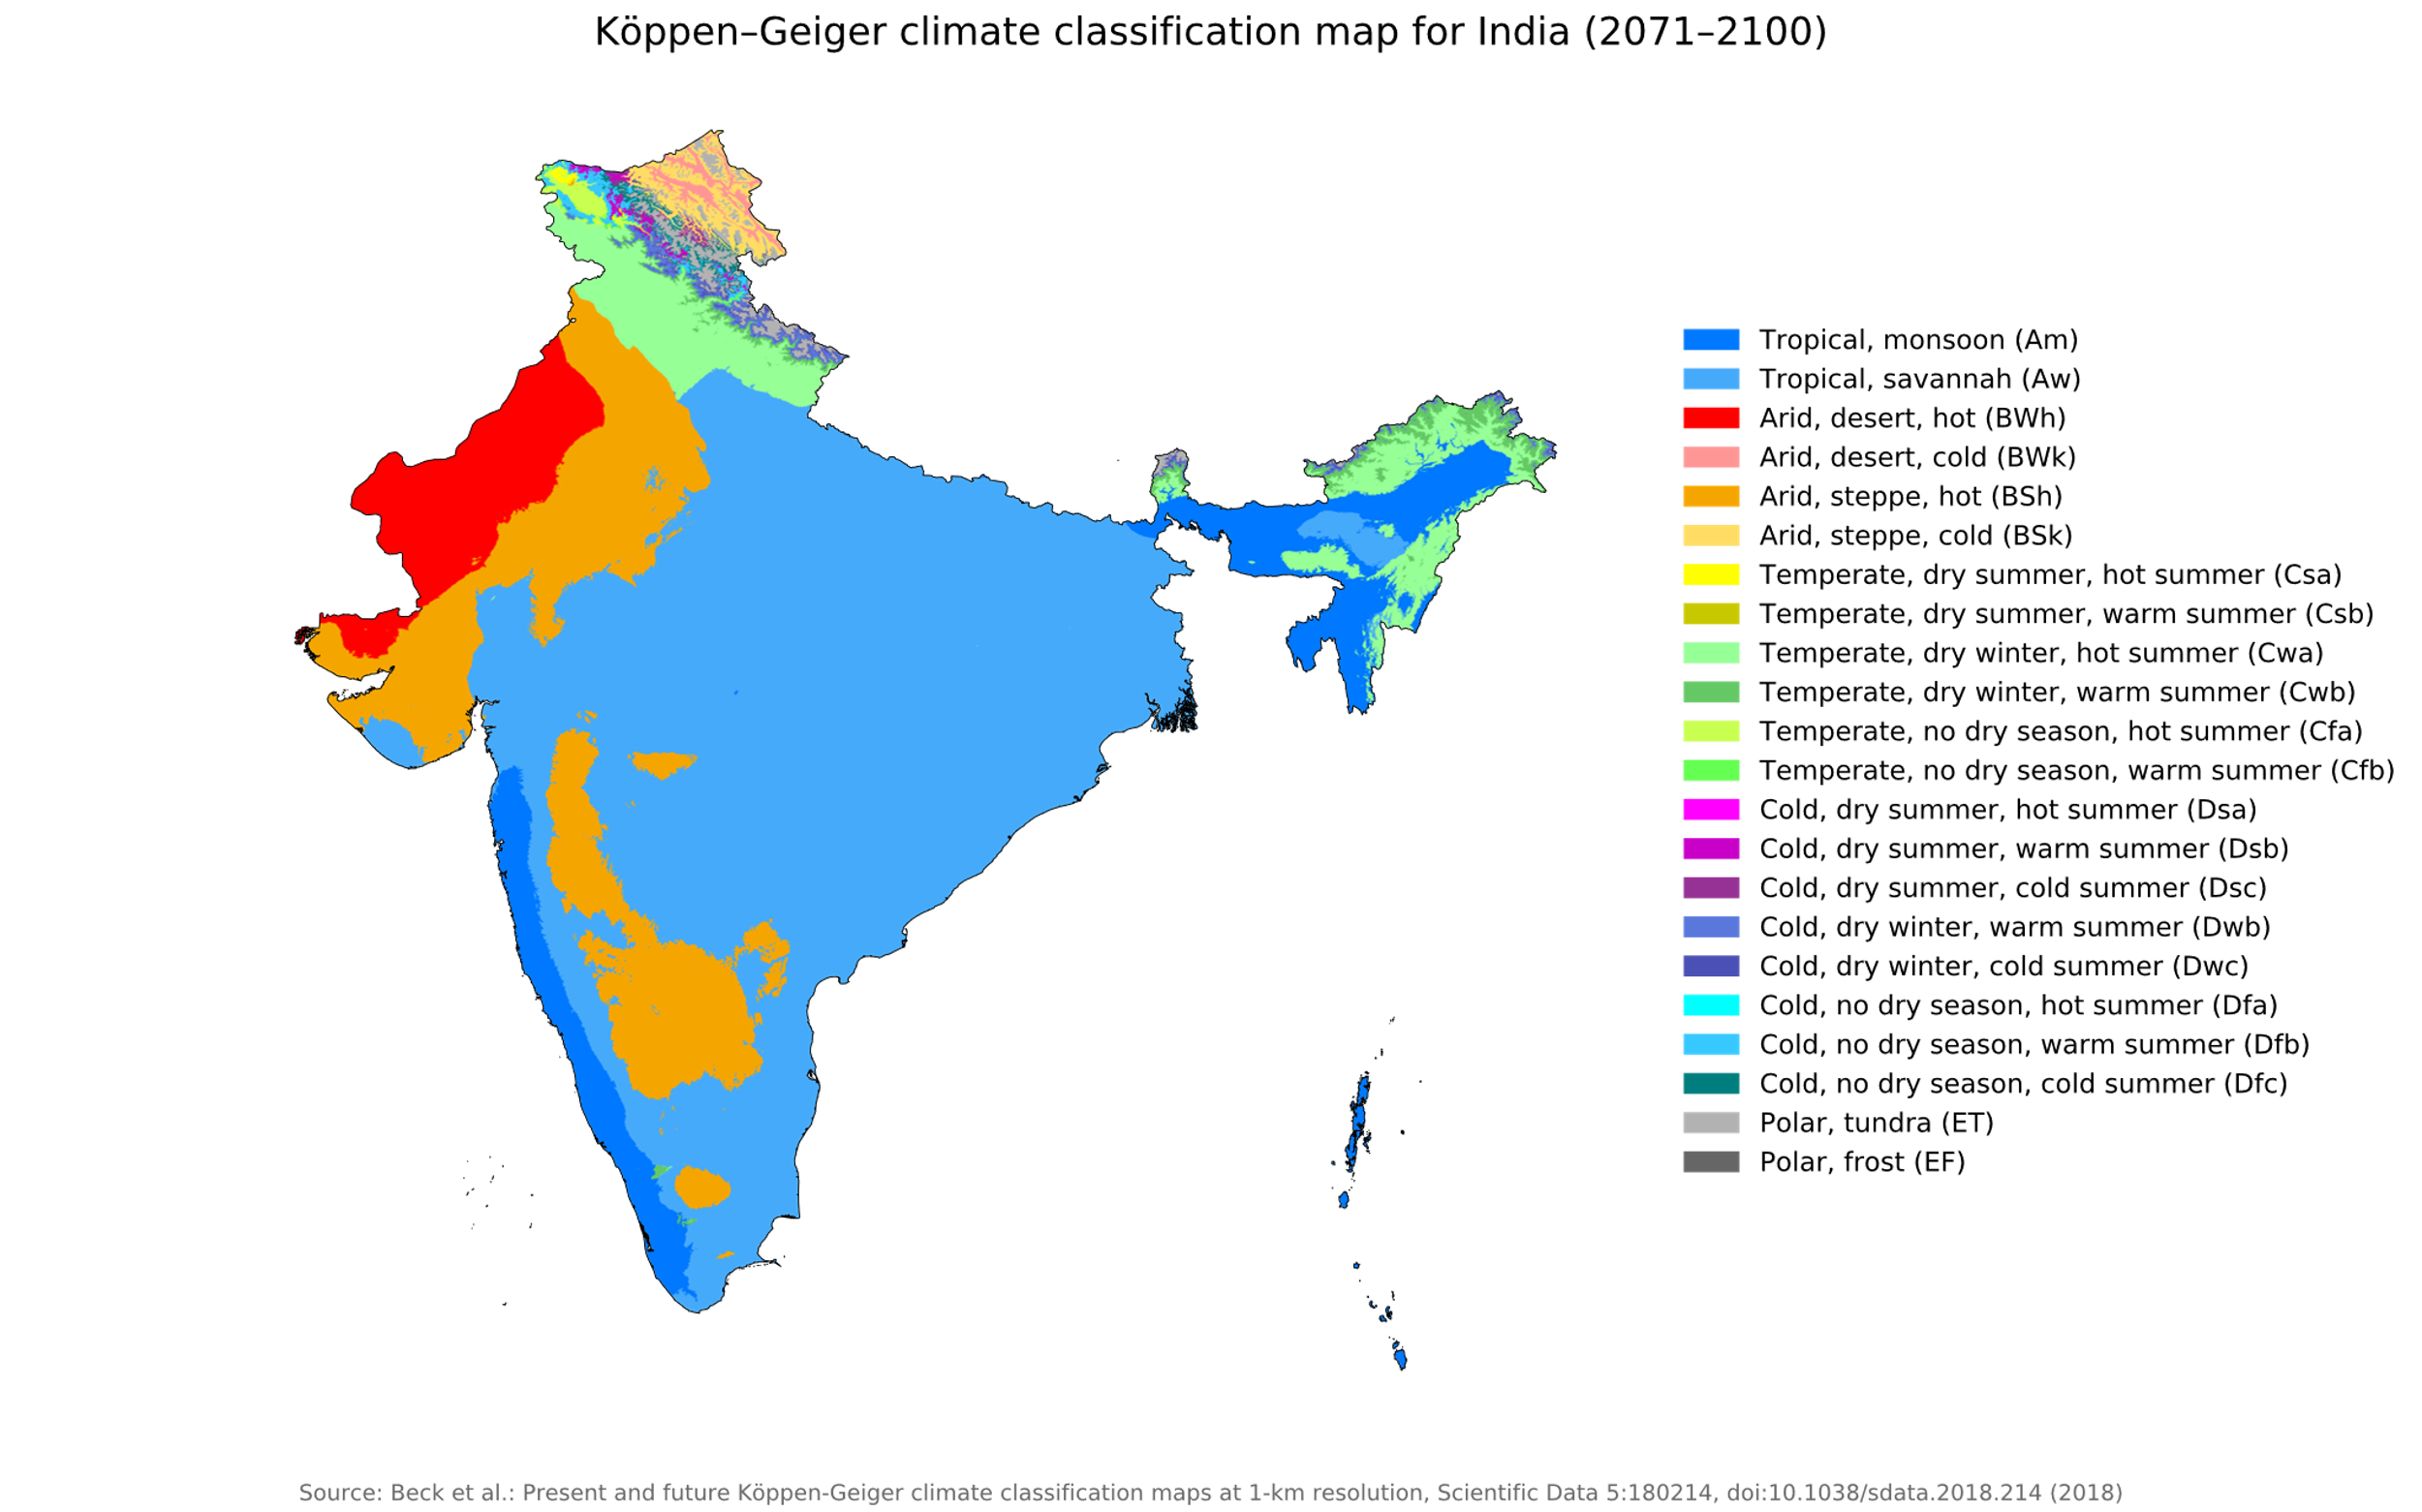 Köppen–Geiger climate classification map for India (2071–2100)
Tropical, monsoon (Am)
Tropical, savannah (Aw)
Arid, desert, hot (BWh)
Arid, desert, cold (BWk)
Arid, steppe, hot (BSh)
Arid, steppe, cold (BSk)
Temperate, dry summer, hot summer (Csa)
Temperate, dry summer, warm summer (Csb)
Temperate, dry winter, hot summer (Cwa)
Temperate, dry winter, warm summer (Cwb)
Temperate, no dry season, hot summer (Cfa)
Temperate, no dry season, warm summer (Cfb)
Cold, dry summer, hot summer (Dsa)
Cold, dry summer, warm summer (Dsb)
Cold, dry summer, cold summer (Dsc)
Cold, dry winter, warm summer (Dwb)
Cold, dry winter, cold summer (Dwc)
Cold, no dry season, hot summer (Dfa)
Cold, no dry season, warm summer (Dfb)
Cold, no dry season, cold summer (Dfc)
Polar, tundra (ET)
Polar, frost (EF)
Source: Beck et al.: Present and future Köppen-Geiger climate classification maps at 1-km resolution, Scientific Data 5:180214, doi:10.1038/sdata.2018.214 (2018)